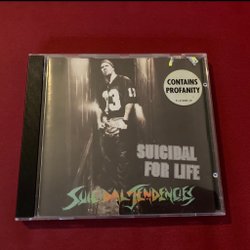 CONTAINS
PROFANITY
13
SUICIDAL
FOR LIFE
SUICIDAL TENDENCIES